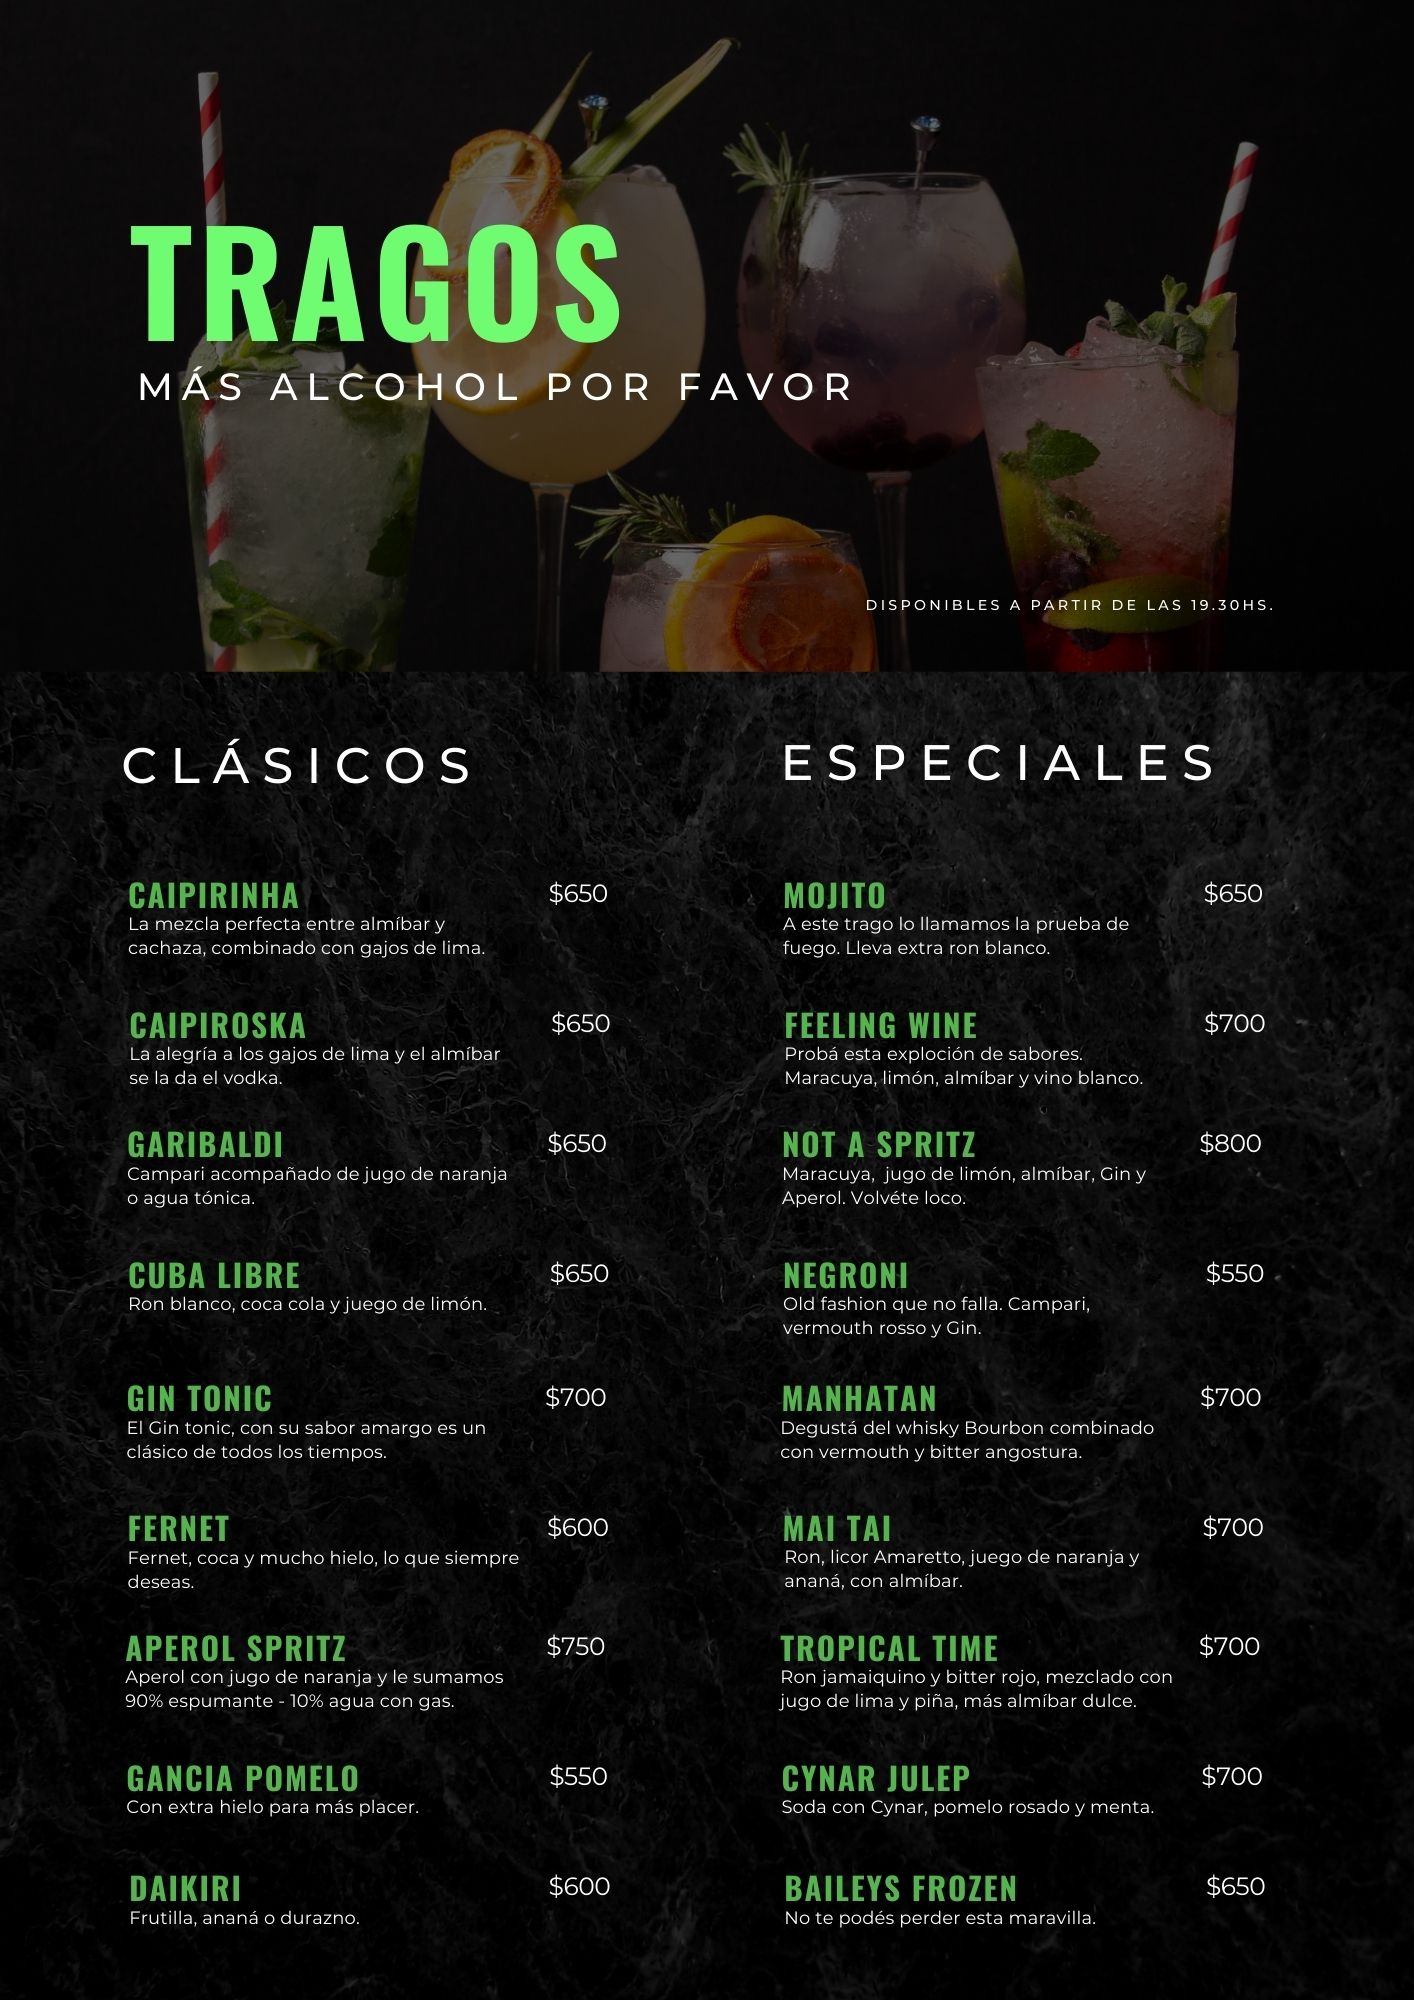 TRAGOS
MÁS ALCOHOL POR FAVOR
DISPONIBLES A PARTIR DE LAS 19.30HS.
CLÁSICOS
CAIPIRINHA $650
La mezcla perfecta entre almíbar y
cachaza, combinado con gajos de lima.
CAIPIROSKA $650
La alegría a los gajos de lima y el almíbar
se la da el vodka.
GARIBALDI $650
Campari acompañado de jugo de naranja
o agua tónica.
CUBA LIBRE $650
Ron blanco, coca cola y juego de limón.
GIN TONIC $700
El Gin tonic, con su sabor amargo es un
clásico de todos los tiempos.
FERNET $600
Fernet, coca y mucho hielo, lo que siempre
deseas.
APEROL SPRITZ $750
Aperol con jugo de naranja y le sumamos
90% espumante - 10% agua con gas.
GANCIA POMELO $550
Con extra hielo para más placer.
DAIKIRI $600
Frutilla, ananá o durazno.
ESPECIALES
MOJITO $650
A este trago lo llamamos la prueba de
fuego. Lleva extra ron blanco.
FEELING WINE $700
Probá esta exploción de sabores.
Maracuya, limón, almíbar y vino blanco.
NOT A SPRITZ $800
Maracuya,  jugo de limón, almíbar, Gin y
Aperol. Volvéte loco.
NEGRONI $550
Old fashion que no falla. Campari,
vermouth rosso y Gin.
MANHATAN $700
Degustá del whisky Bourbon combinado
con vermouth y bitter angostura.
MAI TAI $700
Ron, licor Amaretto, juego de naranja y
ananá, con almíbar.
TROPICAL TIME $700
Ron jamaiquino y bitter rojo, mezclado con
jugo de lima y piña, más almíbar dulce.
CYNAR JULEP $700
Soda con Cynar, pomelo rosado y menta.
BAILEYS FROZEN $650
No te podés perder esta maravilla.